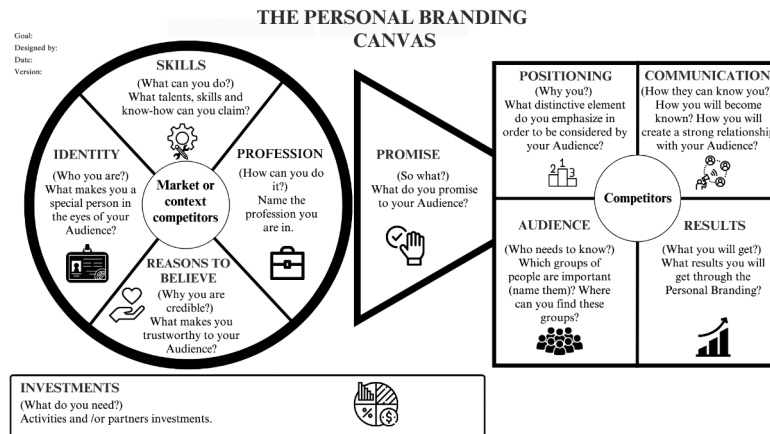 THE PERSONAL BRANDING
CANVAS
Goal:
Designed by:
Date:
Version:
SKILLS
(What can you do?)
What talents, skills and
know-how can you claim?
IDENTITY
(Who you are?)
What makes you a
special person in
the eyes of your
Audience?
Market or
context
competitors
PROFESSION
(How can you do
it?)
Name the
profession you
are in.
REASONS TO
BELIEVE
(Why you are
credible?)
What makes you
trustworthy to your
Audience?
PROMISE
(So what?)
What do you promise
to your Audience?
POSITIONING
(Why you?)
What distinctive element
do you emphasize in
order to be considered by
your Audience?
2 1 3
COMMUNICATION
(How they can know you?
How you will become
known? How you will
create a strong relationship
with your Audience?
Competitors
AUDIENCE
(Who needs to know?)
Which groups of
people are important
(name them)? Where
can you find these
groups?
RESULTS
(What you will get?)
What results you will
get through the
Personal Branding?
INVESTMENTS
(What do you need?)
Activities and /or partners investments.
% $